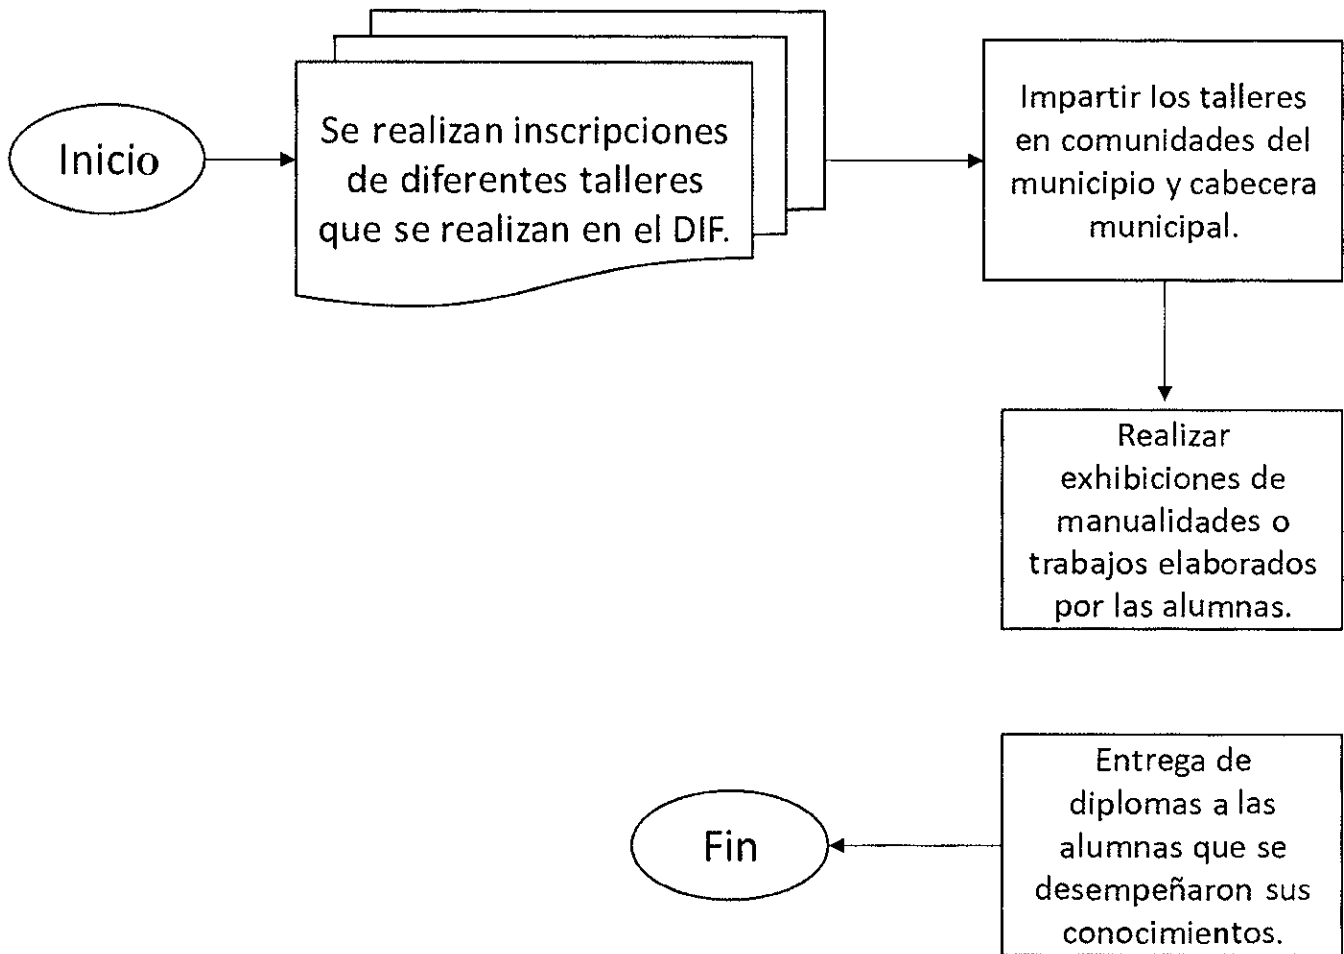 Inicio
Se realizan inscripciones
de diferentes talleres
que se realizan en el DIF.
Impartir los talleres
en comunidades del
municipio y cabecera
municipal.
Realizar
exhibiciones de
manualidades o
trabajos elaborados
por las alumnas.
Entrega de
diplomas a las
alumnas que se
desempeñaron sus
conocimientos.
Fin